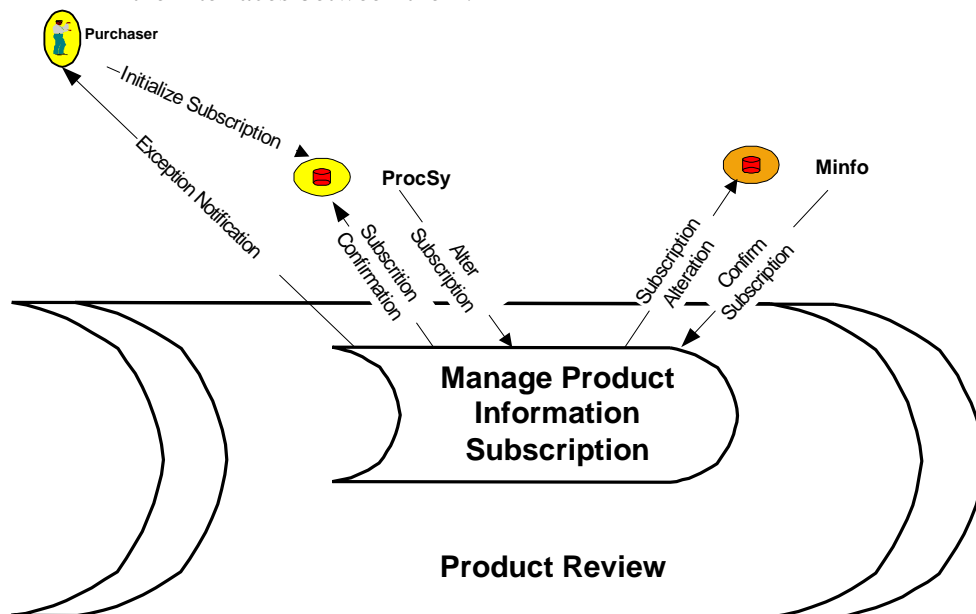 Purchaser
Initialize Subscription
Exception Notification
ProcSy
Minfo
Subscrition
Confirmation
Alter
Subscription
Subscription
Alteration
Confirm
Subscription
Manage Product
Information
Subscription
Product Review